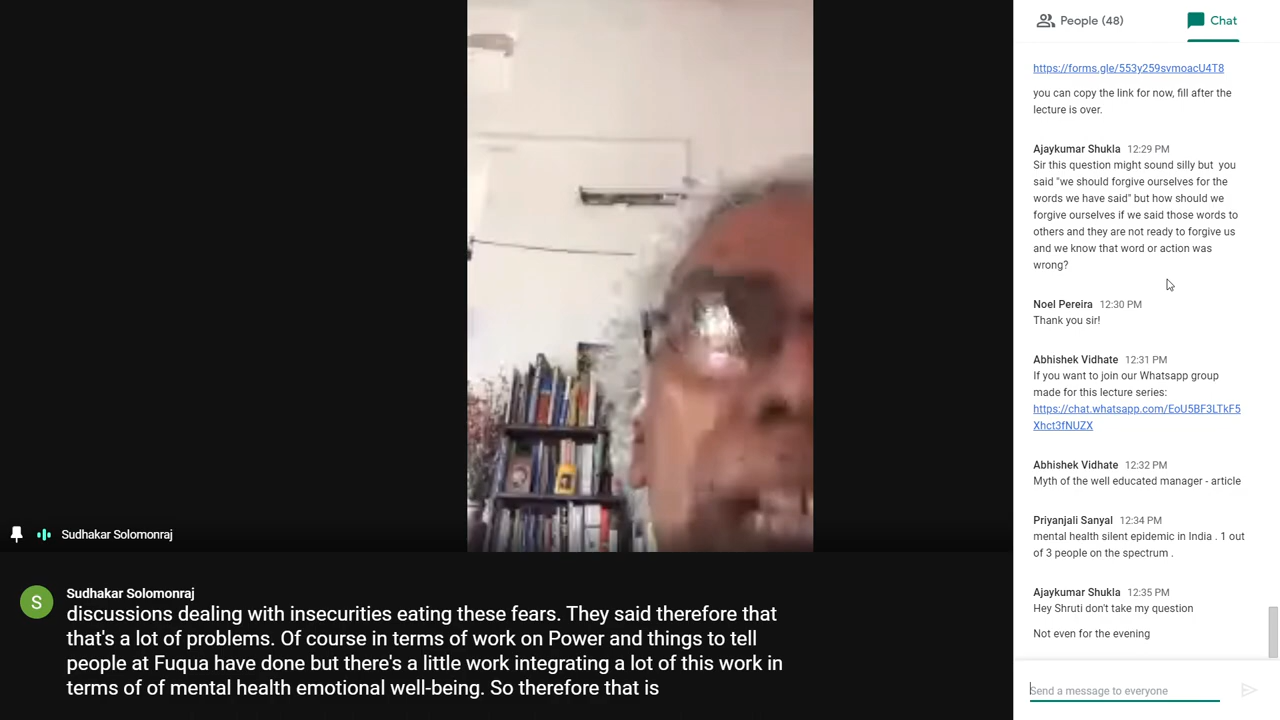 People (48)
Chat
https://forms.gle/553y259svmoacU4T8
you can copy the link for now, fill after the
lecture is over.
Ajaykumar Shukla 12:29 PM
Sir this question might sound silly but you
said "we should forgive ourselves for the
words we have said" but how should we
forgive ourselves if we said those words to
others and they are not ready to forgive us
and we know that word or action was
wrong?
Noel Pereira 12:30 PM
Thank you sir!
Abhishek Vidhate 12:31 PM
If you want to join our Whatsapp group
made for this lecture series:
https://chat.whatsapp.com/EoU5BF3LTkF5
Xhct3fNUZX
Abhishek Vidhate 12:32 PM
Myth of the well educated manager - article
Priyanjali Sanyal 12:34 PM
mental health silent epidemic in India . 1 out
of 3 people on the spectrum .
Ajaykumar Shukla 12:35 PM
Hey Shruti don't take my question
Not even for the evening
Send a message to everyone
Sudhakar Solomonraj
S
Sudhakar Solomonraj
discussions dealing with insecurities eating these fears. They said therefore that
that's a lot of problems. Of course in terms of work on Power and things to tell
people at Fuqua have done but there's a little work integrating a lot of this work in
terms of of mental health emotional well-being. So therefore that is